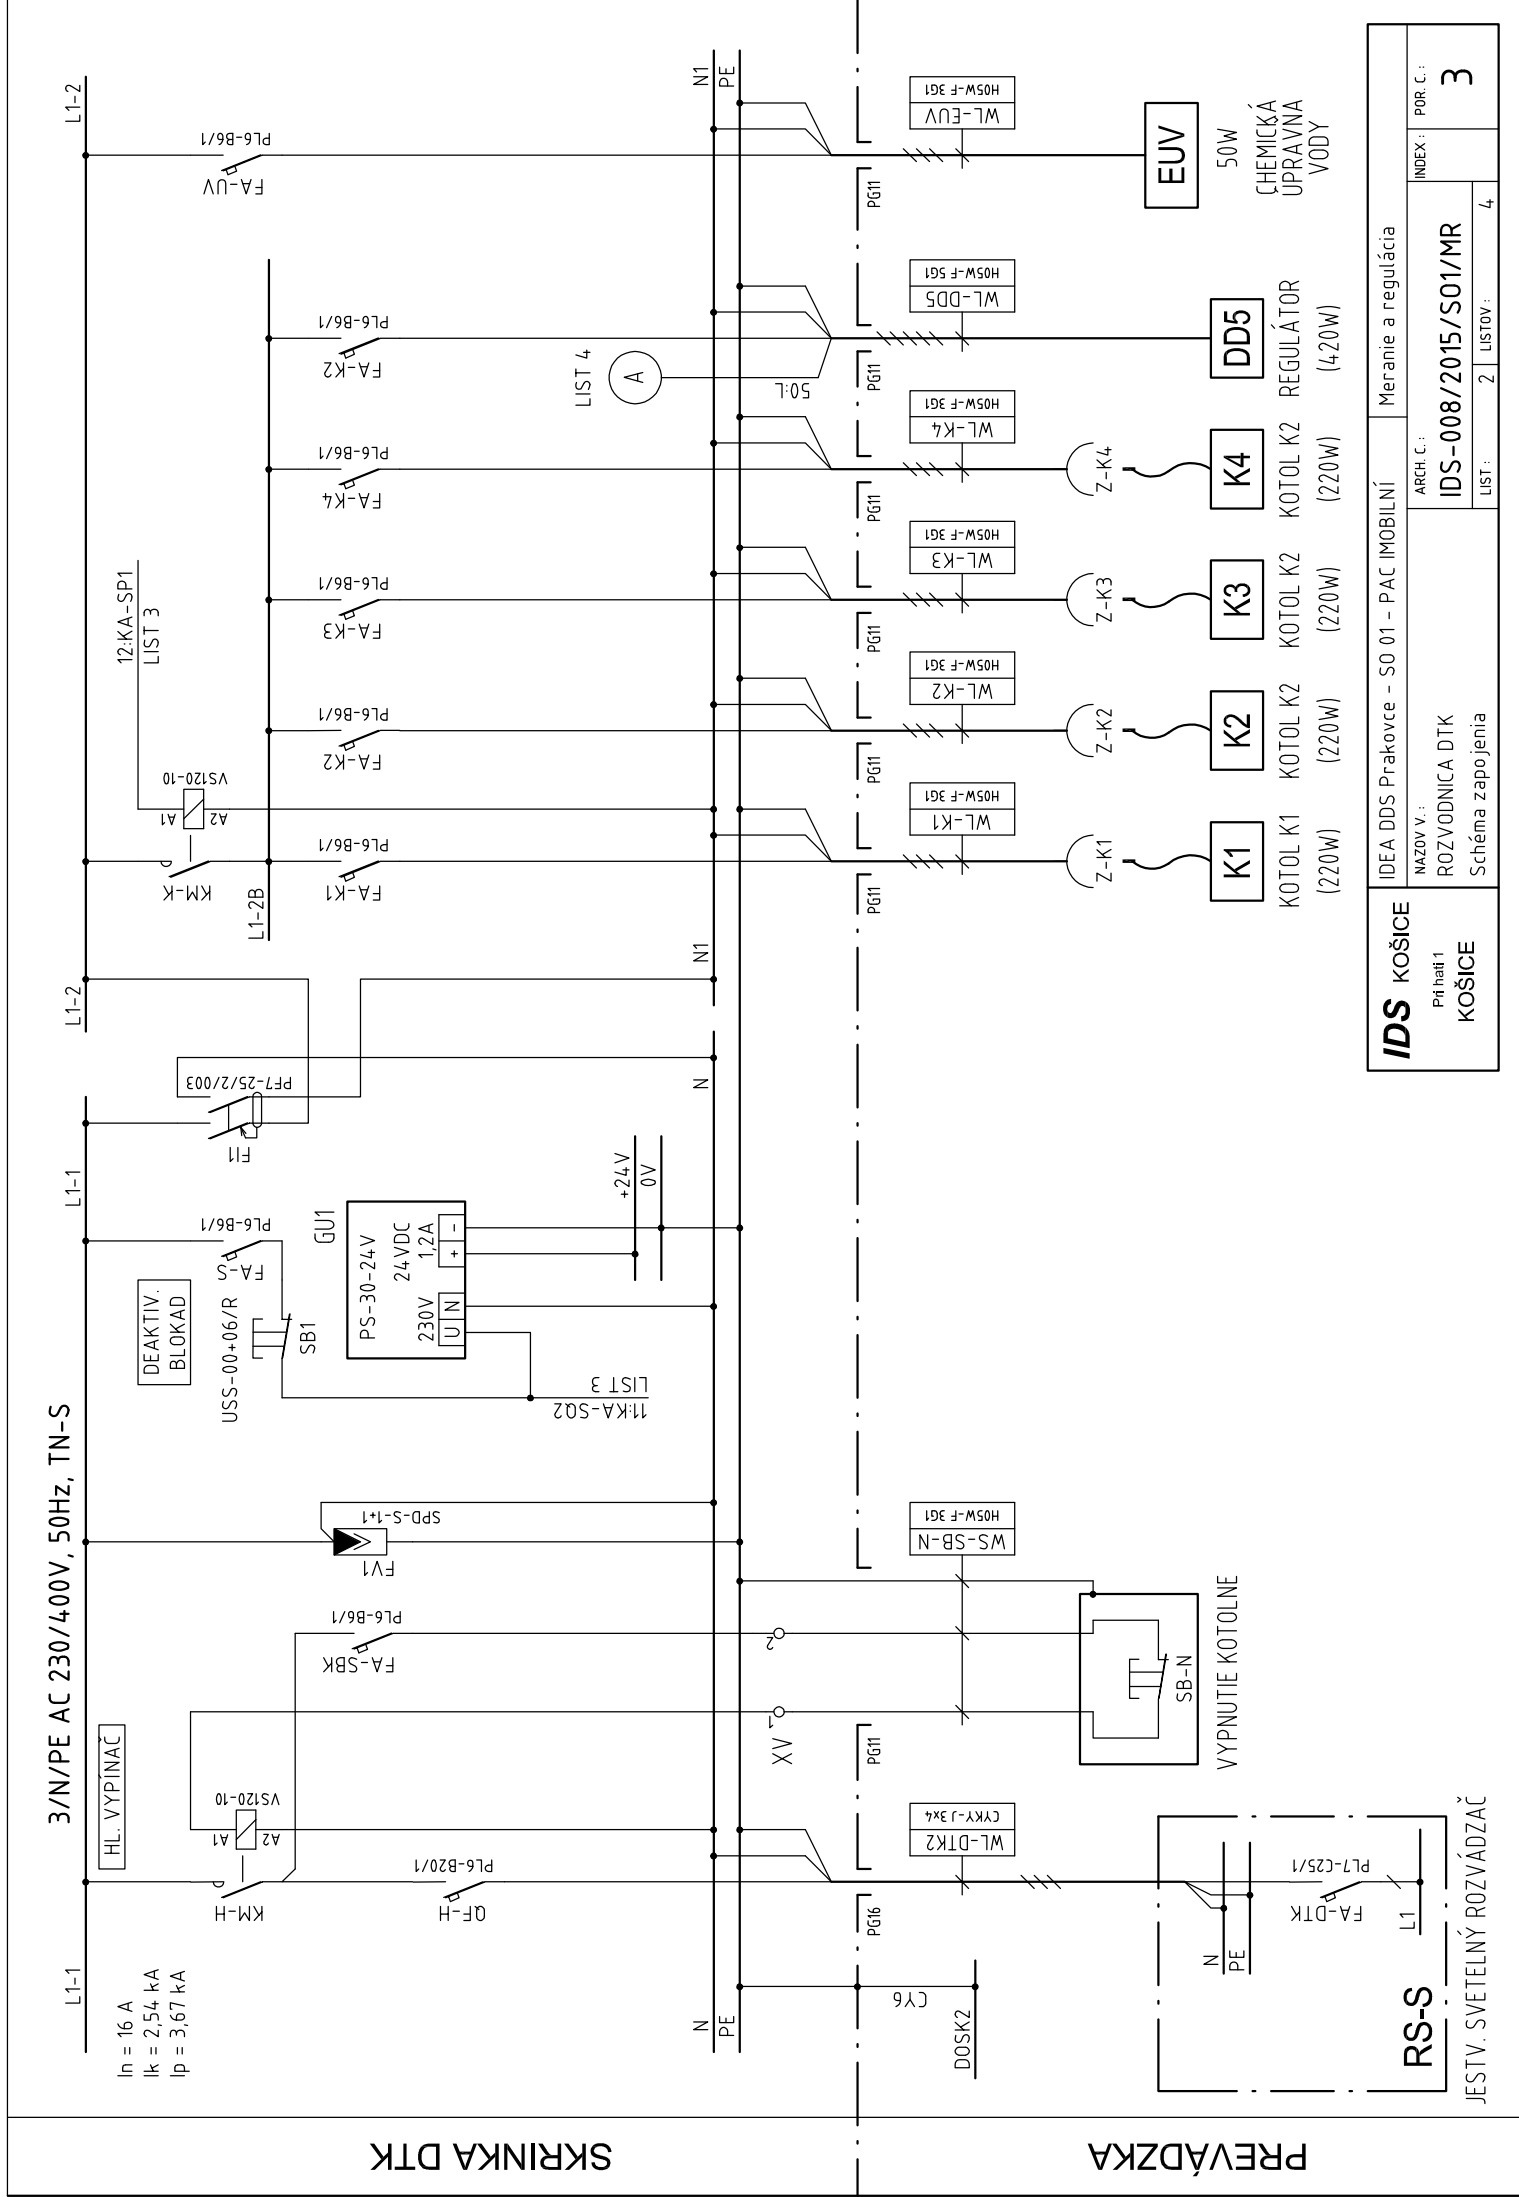 3/N/PE AC 230/400V, 50Hz, TN-S
L1-1
In = 16 A
Ik = 2,54 kA
Ip = 3,67 kA
HL. VYPÍNAČ
KM-H
A1
A2
VS120-10
QF-H
PL6-B20/1
FA-SBK
PL6-B6/1
FV1
SPD-S-1+1
DEAKTIV.
BLOKAD
USS-00+06/R
SB1
FA-S
PL6-B6/1
11:KA-SQ2
LIST 3
GU1
PS-30-24V
230V
24VDC
1,2A
U
N
+
-
+24V
0V
L1-1
FI1
PF7-25/2/003
N
L1-2
N1
L1-2B
KM-K
A1
A2
VS120-10
12:KA-SP1
LIST 3
FA-K1
PL6-B6/1
FA-K2
PL6-B6/1
FA-K3
PL6-B6/1
FA-K4
PL6-B6/1
FA-K2
PL6-B6/1
FA-UV
PL6-B6/1
L1-2
LIST 4
A
50:L
N1
PE
N
PE
XV
1
2
SKRINKA DTK
PREVÁDZKA
DOSK2
CY6
PG16
WL-DTK2
CYKY-J 3x4
PG11
WS-SB-N
H05W-F 3G1
SB-N
VYPNUTIE KOTOLNE
N
PE
FA-DTK
PL7-C25/1
L1
RS-S
JESTV. SVETELNÝ ROZVÁDZAČ
PG11
WL-K1
H05W-F 3G1
Z-K1
K1
KOTOL K1
(220W)
PG11
WL-K2
H05W-F 3G1
Z-K2
K2
KOTOL K2
(220W)
PG11
WL-K3
H05W-F 3G1
Z-K3
K3
KOTOL K2
(220W)
PG11
WL-K4
H05W-F 3G1
Z-K4
K4
KOTOL K2
(220W)
PG11
WL-DD5
H05W-F 5G1
DD5
REGULÁTOR
(420W)
PG11
WL-EUV
H05W-F 3G1
EUV
50W
CHEMICKÁ
ÚPRAVNA
VODY
IDS KOŠICE
Pri hati 1
KOŠICE
IDEA DDS Prakovce - SO 01 - PAC IMOBILNÍ
Meranie a regulácia
NAZOV V.:
ROZVODNICA DTK
Schéma zapojenia
ARCH. C.:
IDS-008/2015/SO1/MR
LIST :
2
LISTOV :
4
INDEX :
POR. C. :
3